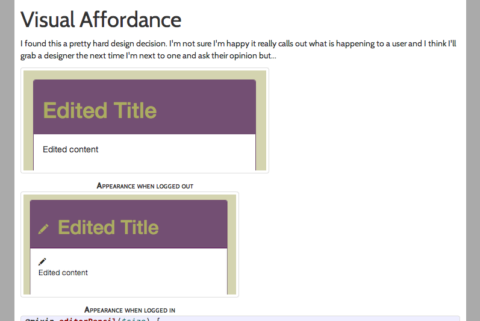 Visual Affordance
I found this a pretty hard design decision. I'm not sure I'm happy it really calls out what is happening to a user and I think I'll
grab a designer the next time I'm next to one and ask their opinion but...
Edited Title
Edited content
Appearance when logged out
Edited Title
Edited content
Appearance when logged in